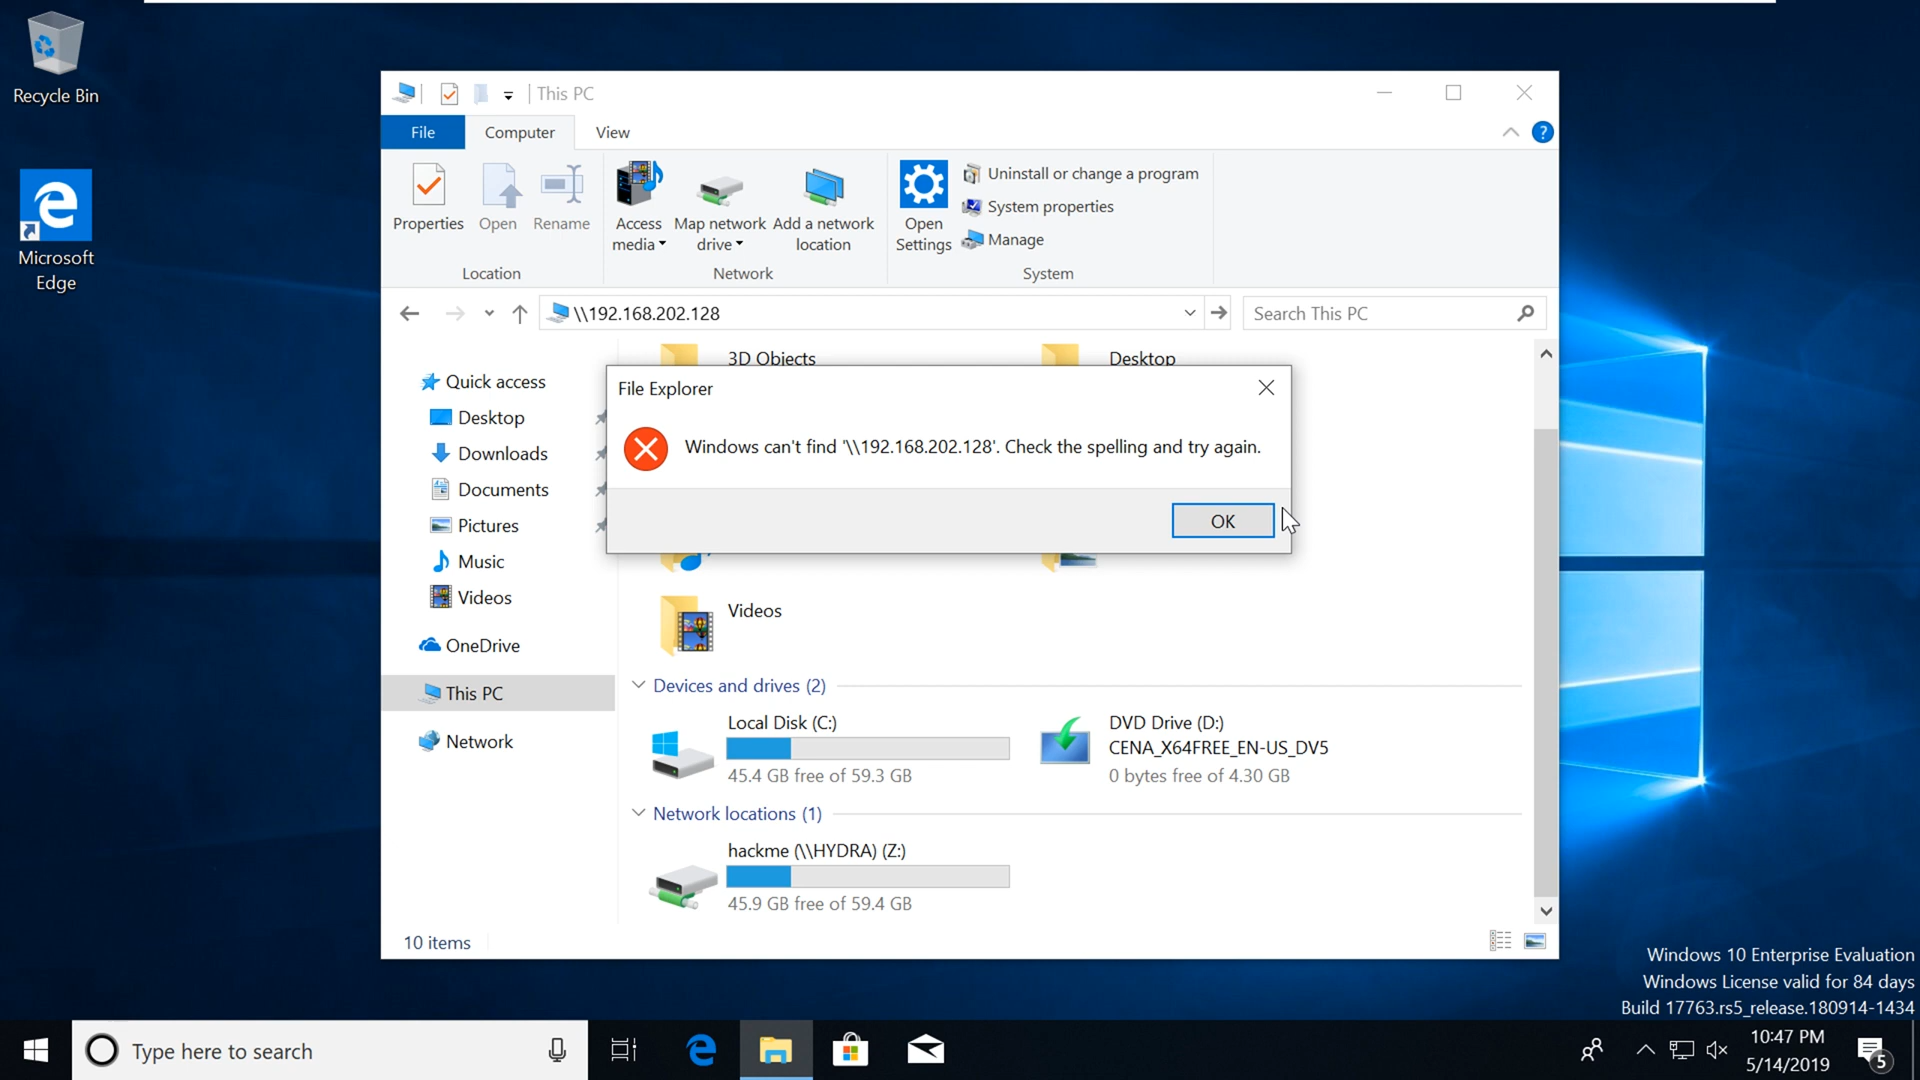 Recycle Bin
Microsoft
Edge
This PC
File
Computer
View
Properties
Open
Rename
Access
media
Map network
drive
Add a network
location
Open
Settings
Uninstall or change a program
System properties
Manage
Location
Network
System
\\192.168.202.128
Search This PC
Quick access
Desktop
Downloads
Documents
Pictures
Music
Videos
OneDrive
This PC
Network
3D Objects
Desktop
File Explorer
Windows can't find '\\192.168.202.128'. Check the spelling and try again.
OK
Videos
Devices and drives (2)
Local Disk (C:)
45.4 GB free of 59.3 GB
DVD Drive (D:)
CENA_X64FREE_EN-US_DV5
0 bytes free of 4.30 GB
Network locations (1)
hackme (\\HYDRA) (Z:)
45.9 GB free of 59.4 GB
10 items
Windows 10 Enterprise Evaluation
Windows License valid for 84 days
Build 17763.rs5_release.180914-1434
Type here to search
10:47 PM
5/14/2019
5